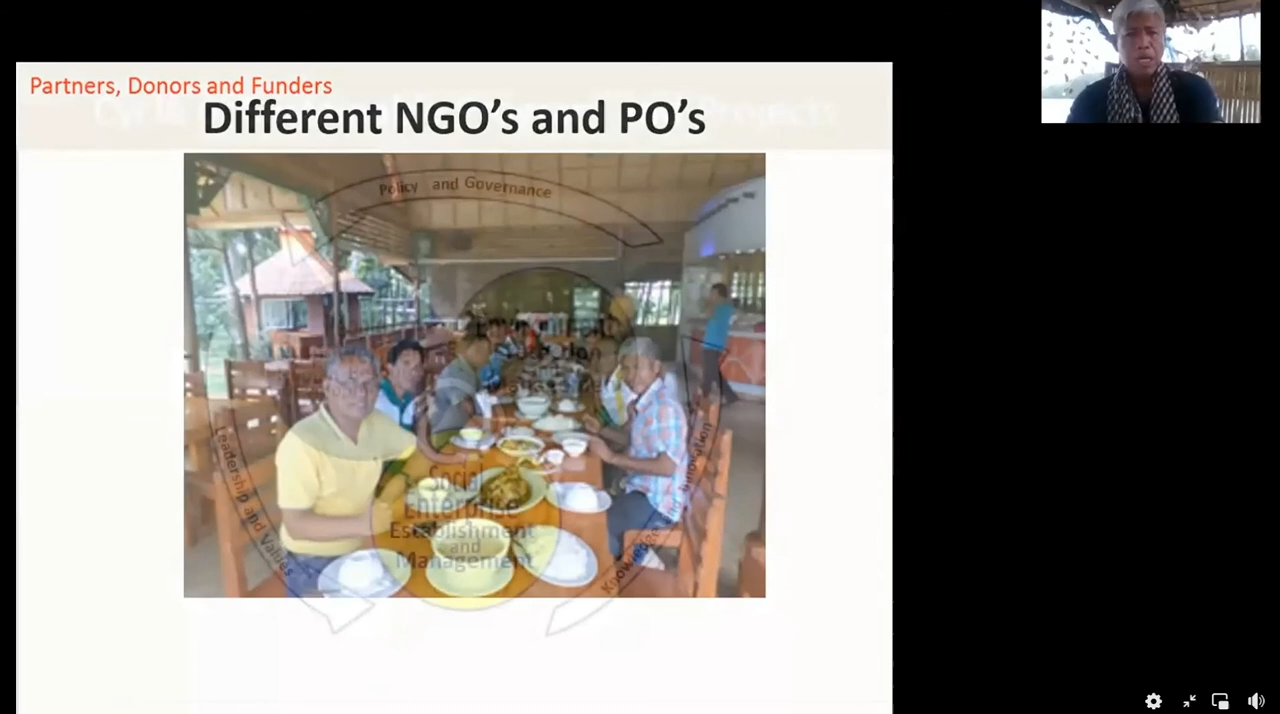 Partners, Donors and Funders
Different NGO's and PO's
Policy and Governance
Social
Enterprise
Establishment
and
Management
Leadership and Values
Knowledge and Innovation